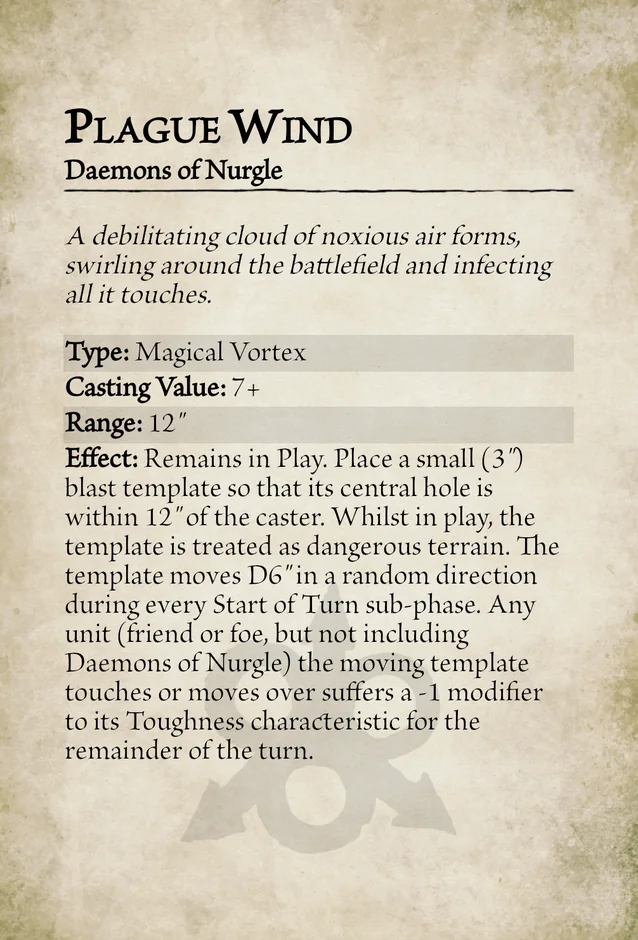 Plague Wind
Daemons of Nurgle
A debilitating cloud of noxious air forms,
swirling around the battlefield and infecting
all it touches.
Type: Magical Vortex
Casting Value: 7+
Range: 12"
Effect: Remains in Play. Place a small (3")
blast template so that its central hole is
within 12" of the caster. Whilst in play, the
template is treated as dangerous terrain. The
template moves D6" in a random direction
during every Start of Turn sub-phase. Any
unit (friend or foe, but not including
Daemons of Nurgle) the moving template
touches or moves over suffers a -1 modifier
to its Toughness characteristic for the
remainder of the turn.